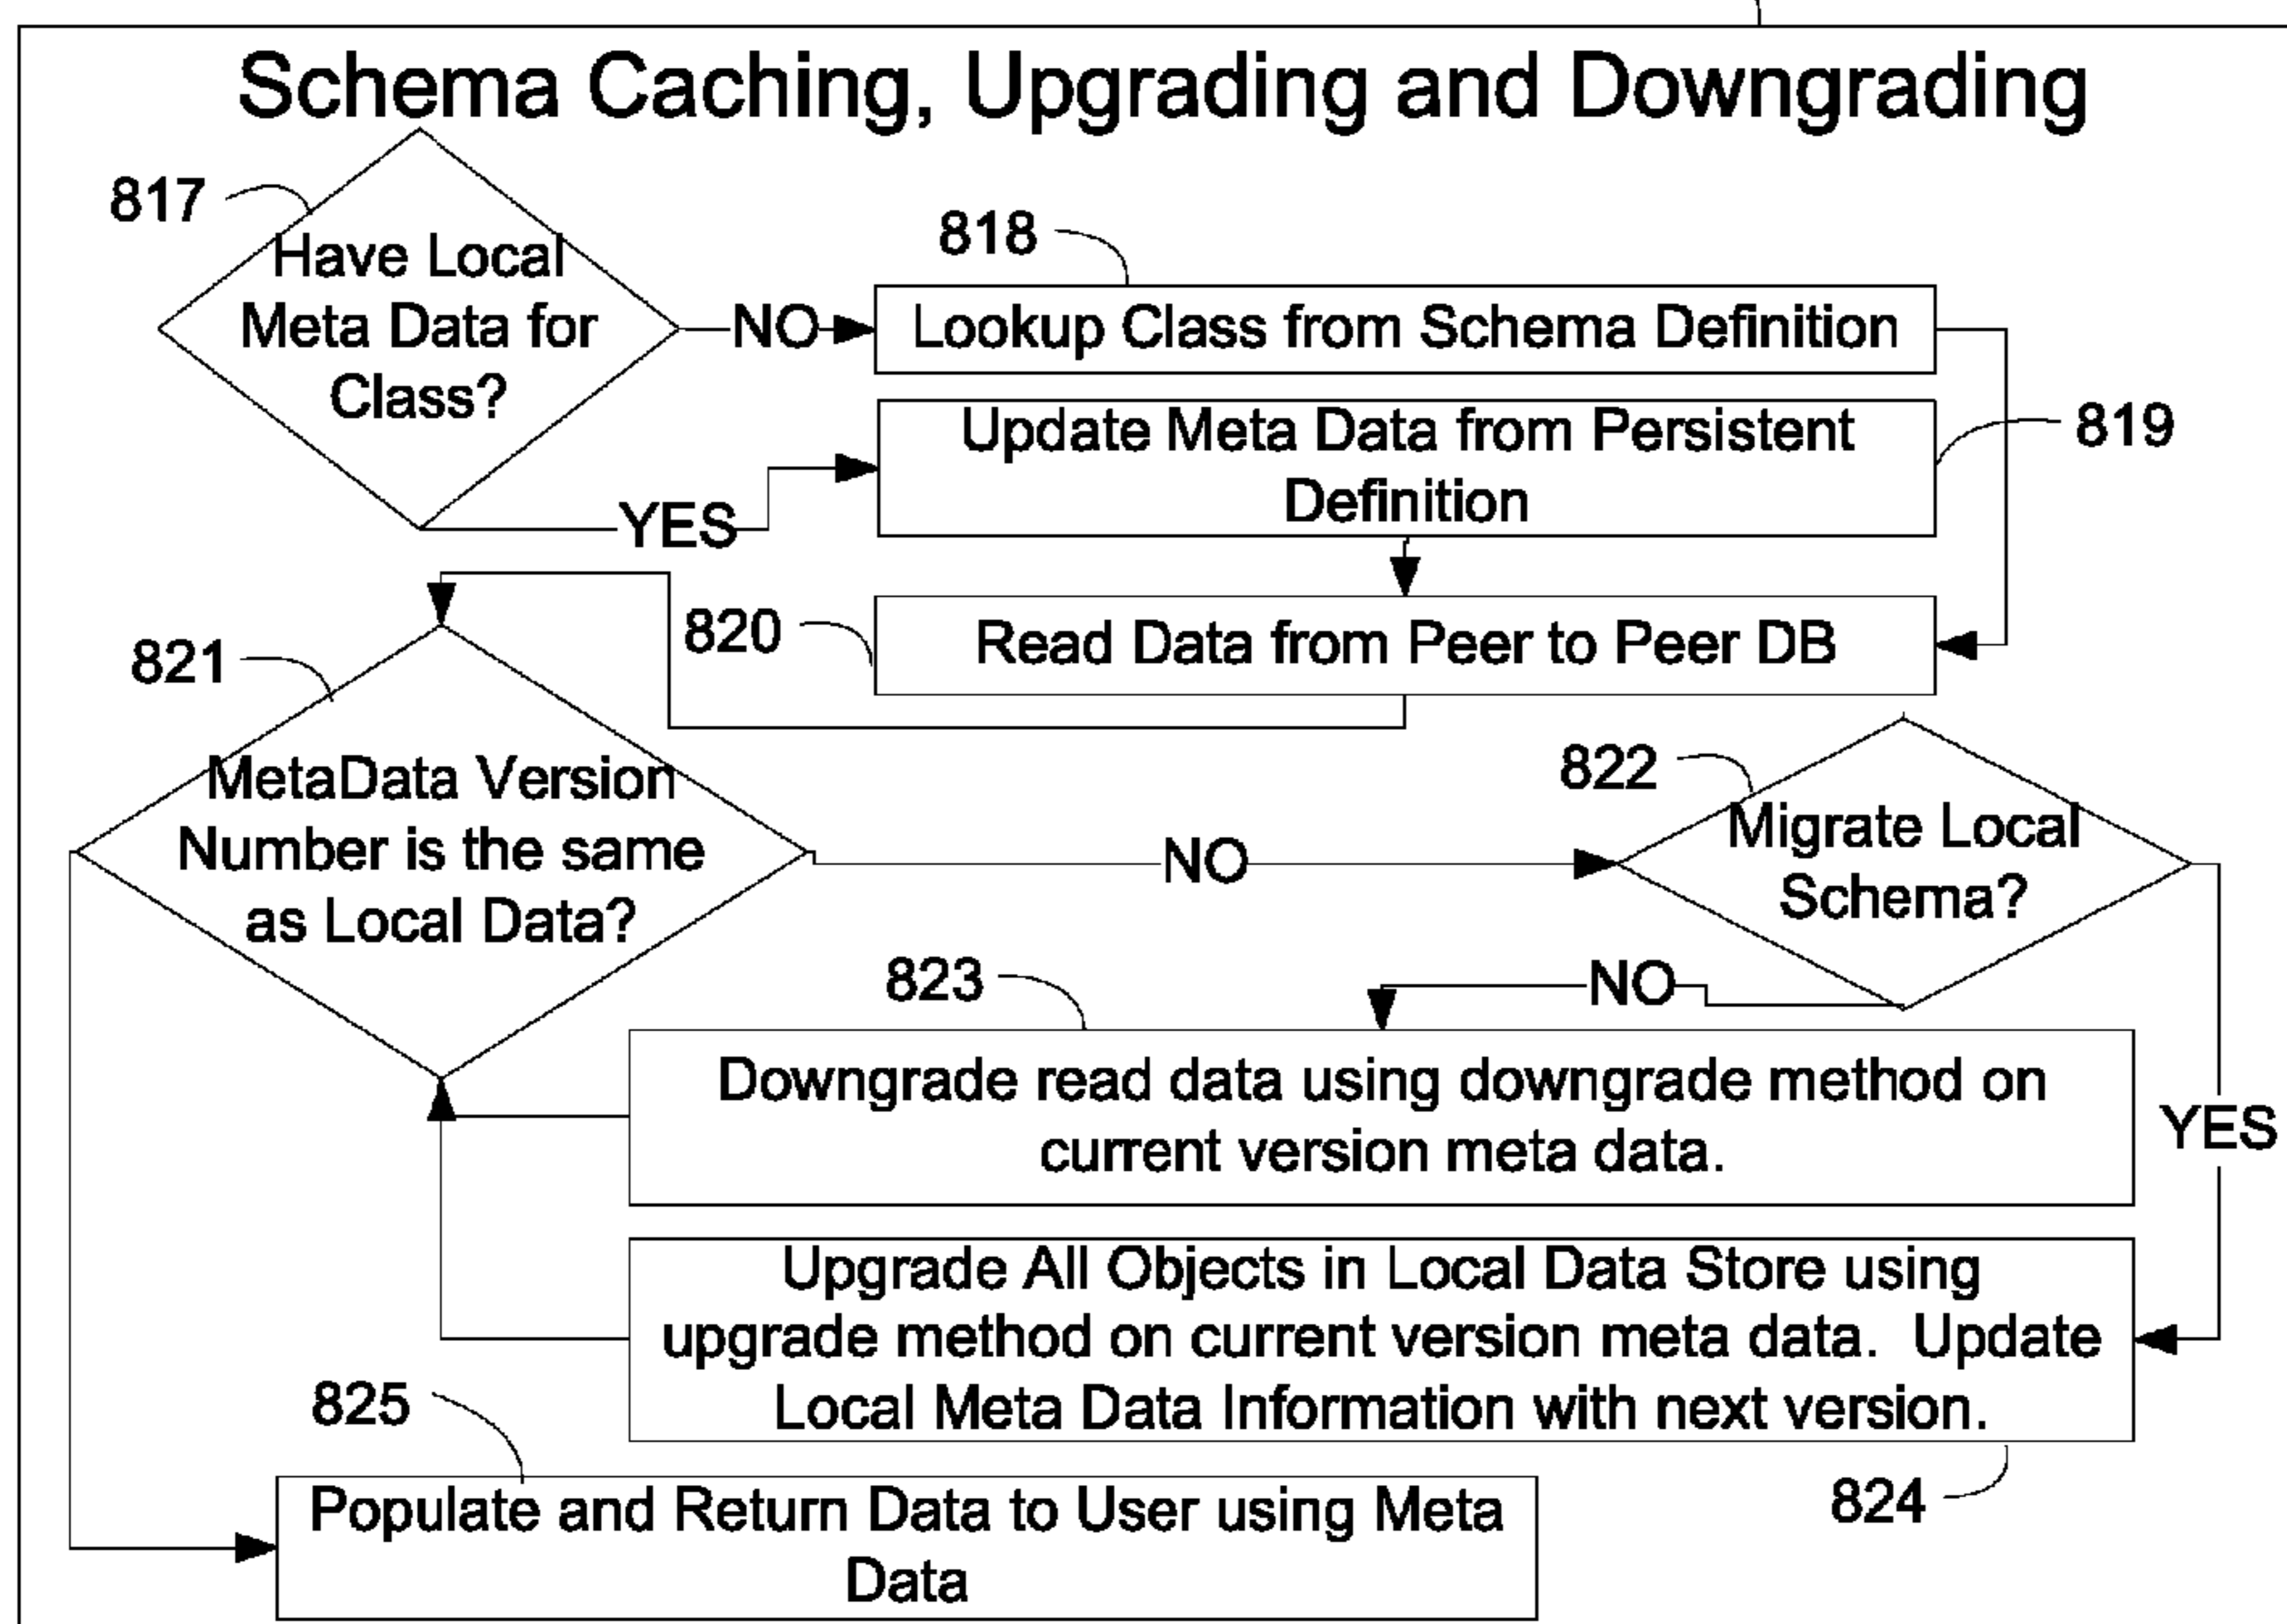 Schema Caching, Upgrading and Downgrading
817
Have Local
Meta Data for
Class?
NO
818
Lookup Class from Schema Definition
Update Meta Data from Persistent
Definition
819
YES
820
Read Data from Peer to Peer DB
821
MetaData Version
Number is the same
as Local Data?
NO
822
Migrate Local
Schema?
NO
YES
823
Downgrade read data using downgrade method on
current version meta data.
Upgrade All Objects in Local Data Store using
upgrade method on current version meta data.  Update
Local Meta Data Information with next version.
824
825
Populate and Return Data to User using Meta
Data